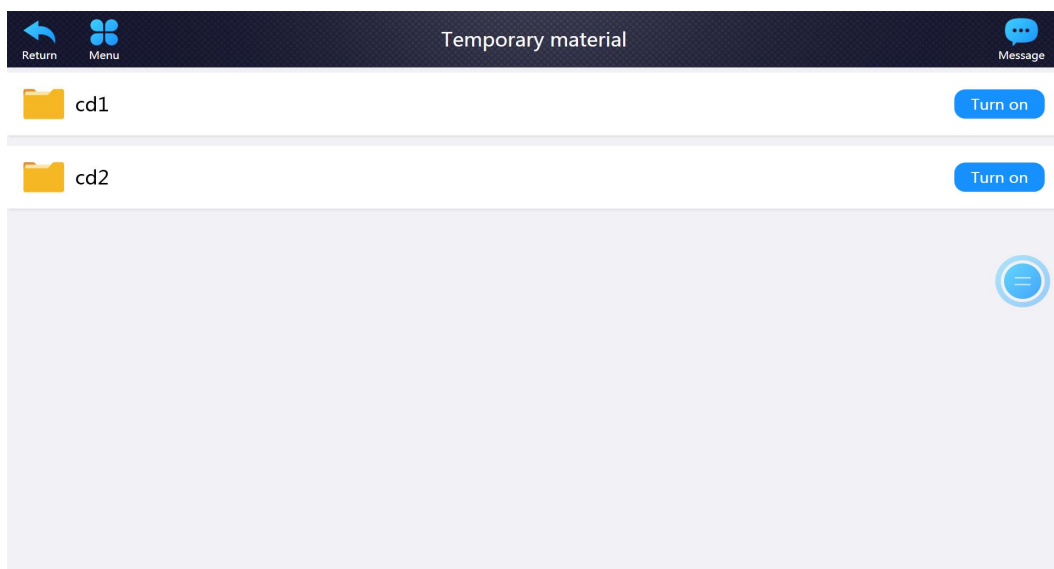 Temporary material
Return
Menu
Message
cd1
Turn on
cd2
Turn on